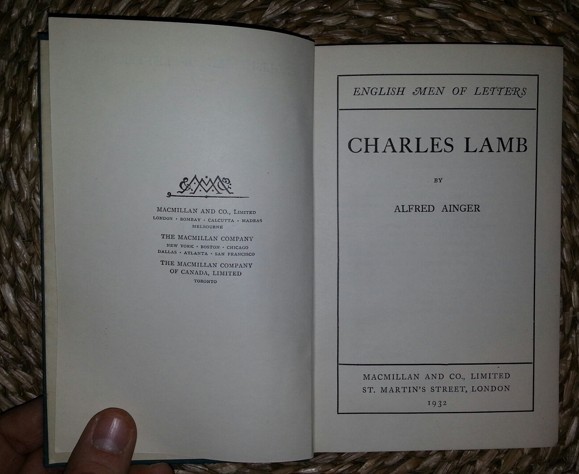 MACMILLAN AND CO., LIMITED
LONDON • BOMBAY • CALCUTTA • MADRAS
MELBOURNE
THE MACMILLAN COMPANY
NEW YORK • BOSTON • CHICAGO
DALLAS • ATLANTA • SAN FRANCISCO
THE MACMILLAN COMPANY
OF CANADA, LIMITED
TORONTO
ENGLISH MEN OF LETTERS
CHARLES LAMB
BY
ALFRED AINGER
MACMILLAN AND CO., LIMITED
ST. MARTIN'S STREET, LONDON
1932